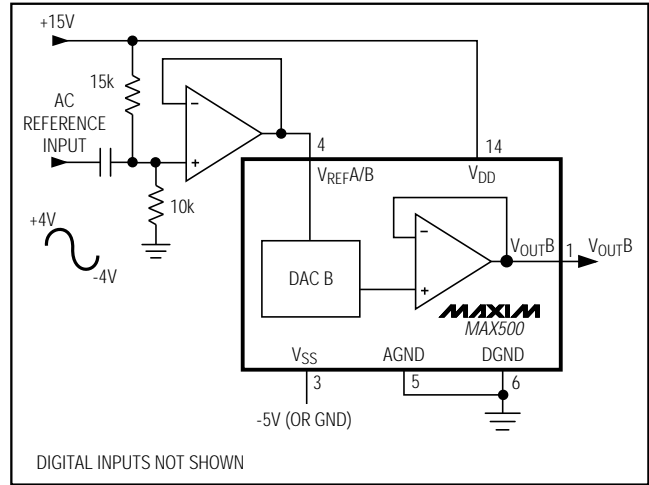 +15V
15k
AC
REFERENCE
INPUT
10k
+4V
-4V
4
14
VREFA/B
VDD
DAC B
VOUTB
1
VOUTB
MAXIM
MAX500
VSS
AGND
DGND
3
5
6
-5V (OR GND)
DIGITAL INPUTS NOT SHOWN
-
+
-
+